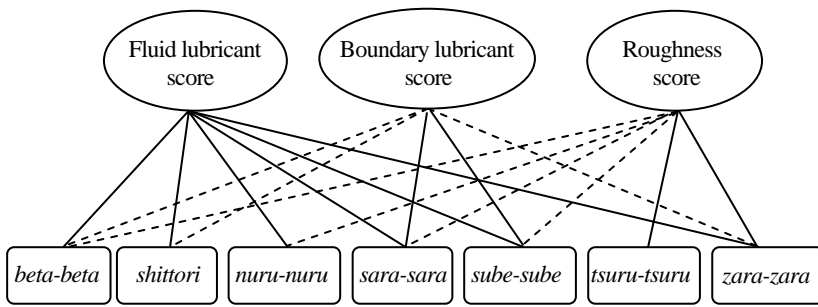 Fluid lubricant
score
Boundary lubricant
score
Roughness
score
beta-beta
shittori
nuru-nuru
sara-sara
sube-sube
tsuru-tsuru
zara-zara